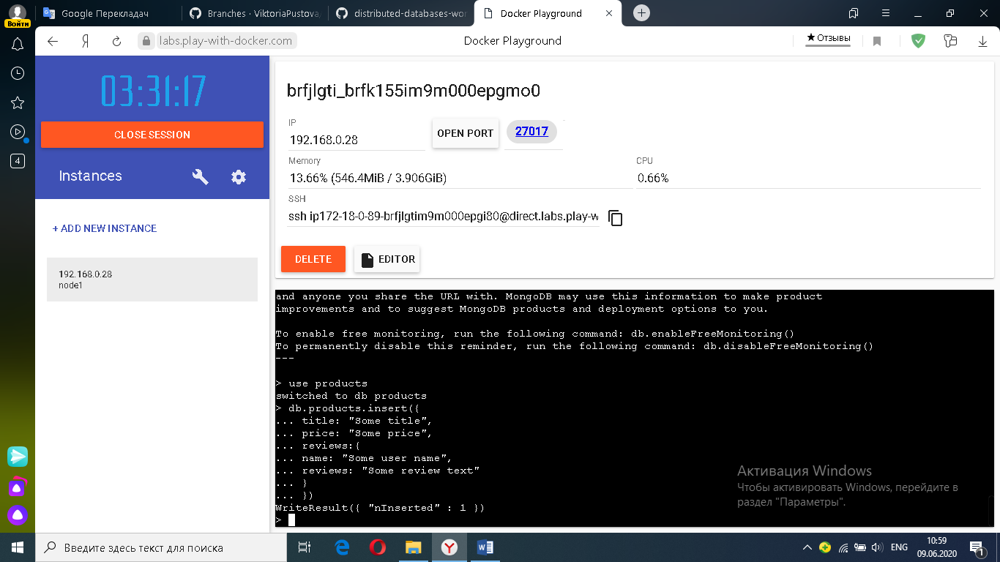 Google Перекладач
Branches · ViktoriaPustova
distributed-databases-wor
Docker Playground
Войти
labs.play-with-docker.com
Docker Playground
★ Отзывы
4
03:31:17
CLOSE SESSION
Instances
+ ADD NEW INSTANCE
192.168.0.28
node1
brfjlgti_brfk155im9m000epgmo0
IP
192.168.0.28
OPEN PORT
27017
Memory
13.66% (546.4MiB / 3.906GiB)
CPU
0.66%
SSH
ssh ip172-18-0-89-brfjlgtim9m000epgi80@direct.labs.play-w
DELETE
EDITOR
and anyone you share the URL with. MongoDB may use this information to make product
improvements and to suggest MongoDB products and deployment options to you.
To enable free monitoring, run the following command: db.enableFreeMonitoring()
To permanently disable this reminder, run the following command: db.disableFreeMonitoring()
---
> use products
switched to db products
> db.products.insert({
... title: "Some title",
... price: "Some price",
... reviews:{
... name: "Some user name",
... reviews: "Some review text"
... }
... })
WriteResult({ "nInserted" : 1 })
>
Активация Windows
Чтобы активировать Windows, перейдите в
раздел "Параметры".
Введите здесь текст для поиска
ENG
10:59
09.06.2020
1